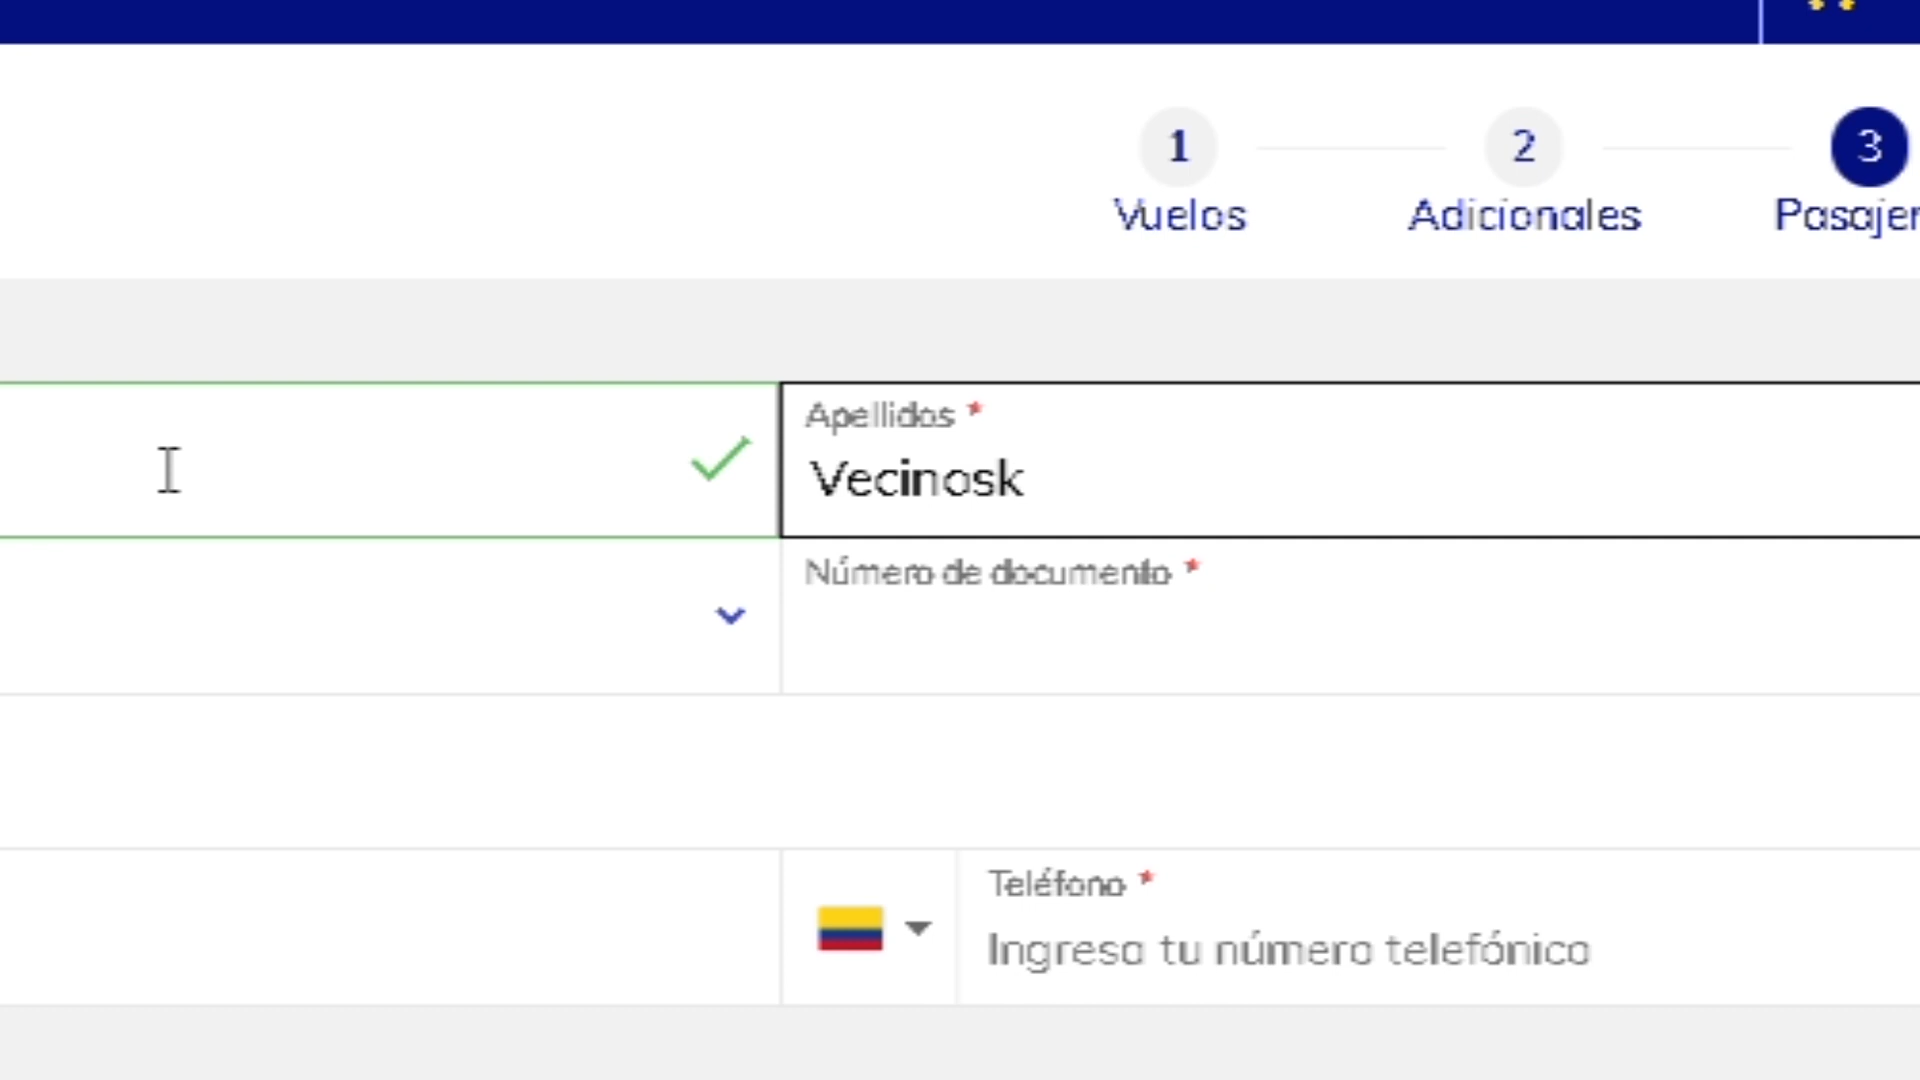 1 2 3
Vuelos Adicionales Pasajer
Apellidos *
Vecinosk
Número de documento *
Teléfono *
Ingresa tu número telefónico